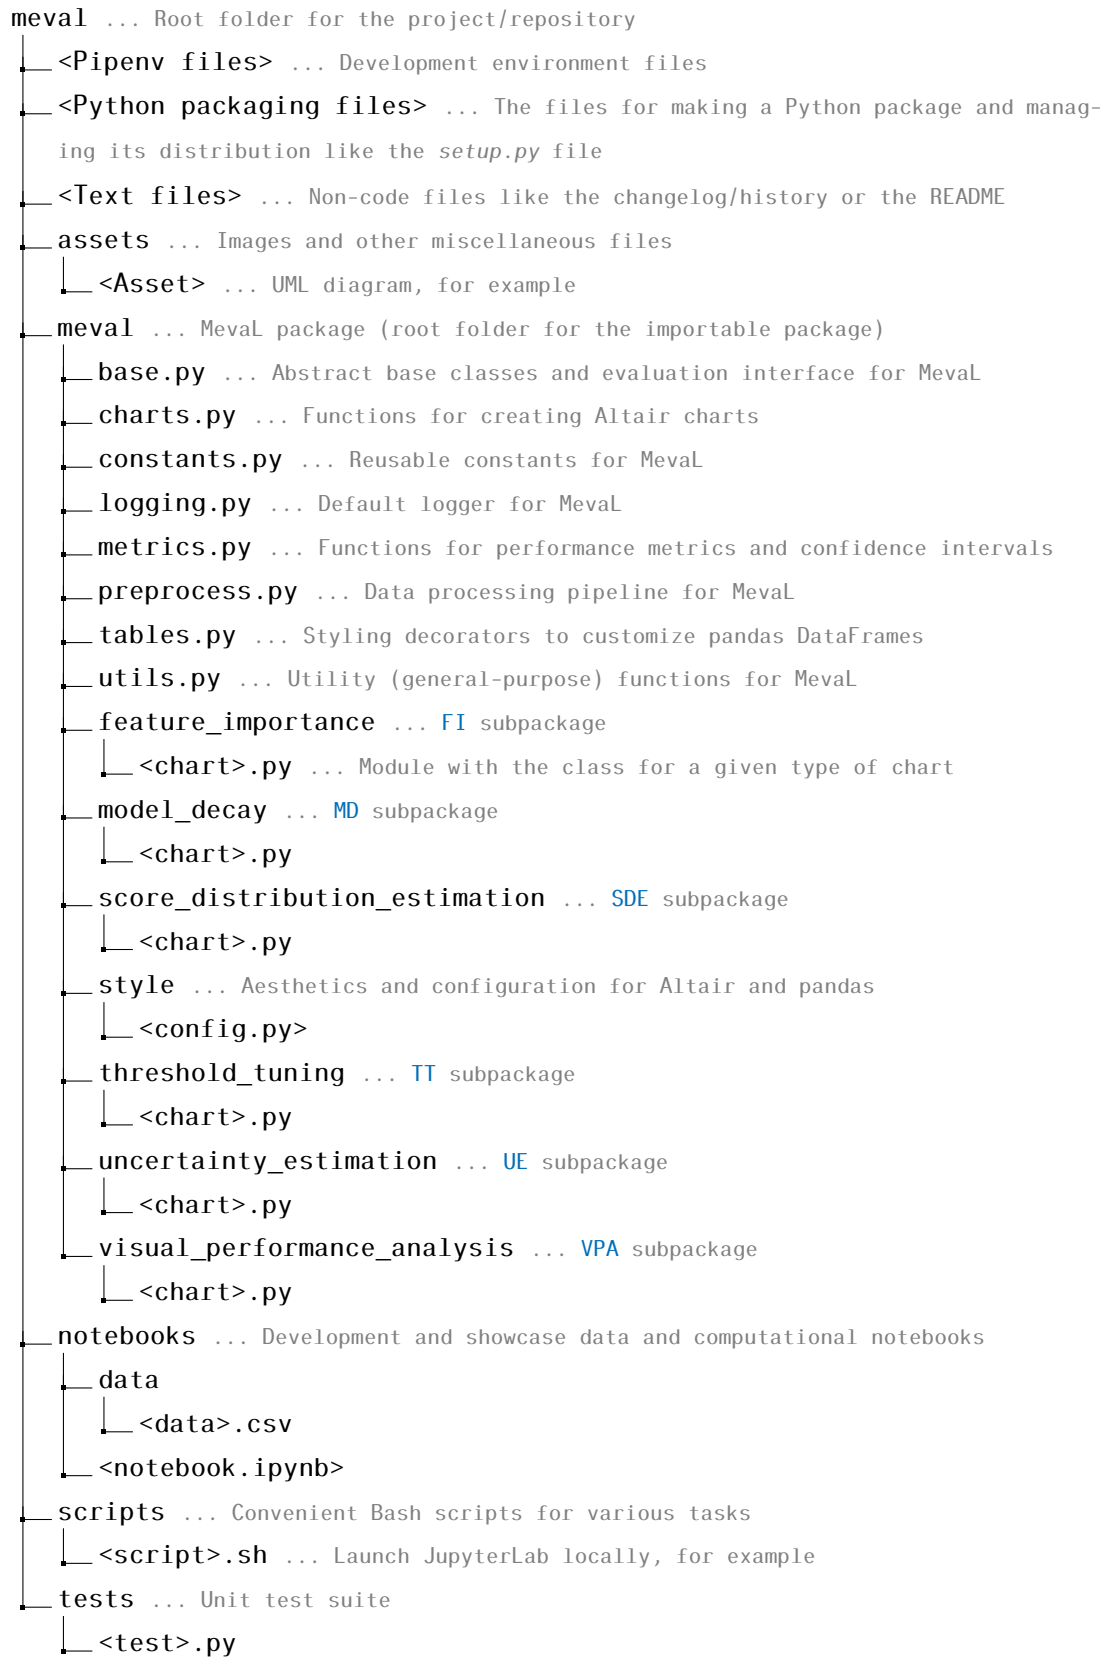 meval ... Root folder for the project/repository
<Pipenv files> ... Development environment files
<Python packaging files> ... The files for making a Python package and manag-
ing its distribution like the setup.py file
<Text files> ... Non-code files like the changelog/history or the README
assets ... Images and other miscellaneous files
<Asset> ... UML diagram, for example
meval ... MevaL package (root folder for the importable package)
base.py ... Abstract base classes and evaluation interface for MevaL
charts.py ... Functions for creating Altair charts
constants.py ... Reusable constants for MevaL
logging.py ... Default logger for MevaL
metrics.py ... Functions for performance metrics and confidence intervals
preprocess.py ... Data processing pipeline for MevaL
tables.py ... Styling decorators to customize pandas DataFrames
utils.py ... Utility (general-purpose) functions for MevaL
feature_importance ... FI subpackage
<chart>.py ... Module with the class for a given type of chart
model_decay ... MD subpackage
<chart>.py
score_distribution_estimation ... SDE subpackage
<chart>.py
style ... Aesthetics and configuration for Altair and pandas
<config.py>
threshold_tuning ... TT subpackage
<chart>.py
uncertainty_estimation ... UE subpackage
<chart>.py
visual_performance_analysis ... VPA subpackage
<chart>.py
notebooks ... Development and showcase data and computational notebooks
data
<data>.csv
<notebook.ipynb>
scripts ... Convenient Bash scripts for various tasks
<script>.sh ... Launch JupyterLab locally, for example
tests ... Unit test suite
<test>.py